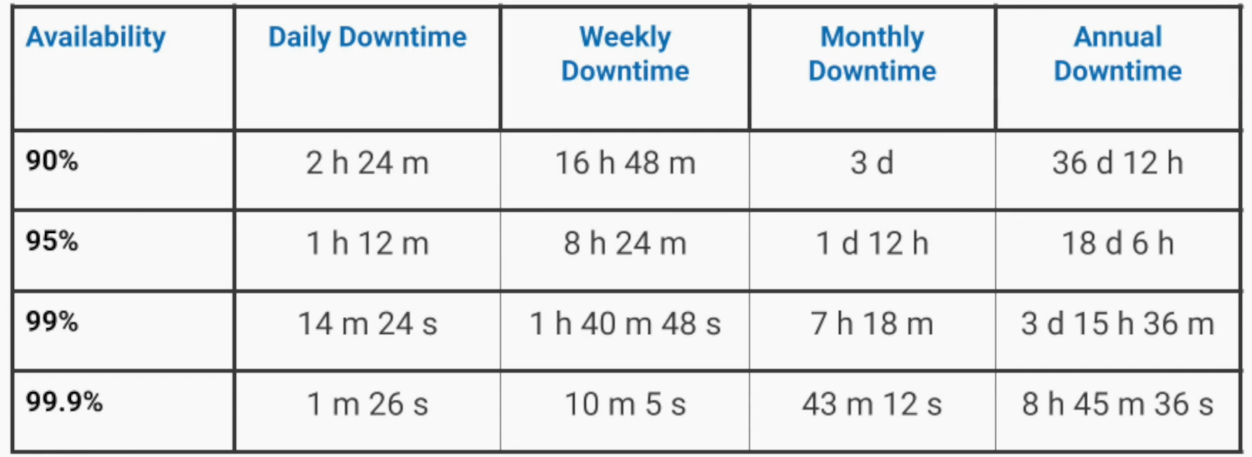 Availability Daily Downtime Weekly Downtime Monthly Downtime Annual Downtime
90% 2 h 24 m 16 h 48 m 3 d 36 d 12 h
95% 1 h 12 m 8 h 24 m 1 d 12 h 18 d 6 h
99% 14 m 24 s 1 h 40 m 48 s 7 h 18 m 3 d 15 h 36 m
99.9% 1 m 26 s 10 m 5 s 43 m 12 s 8 h 45 m 36 s